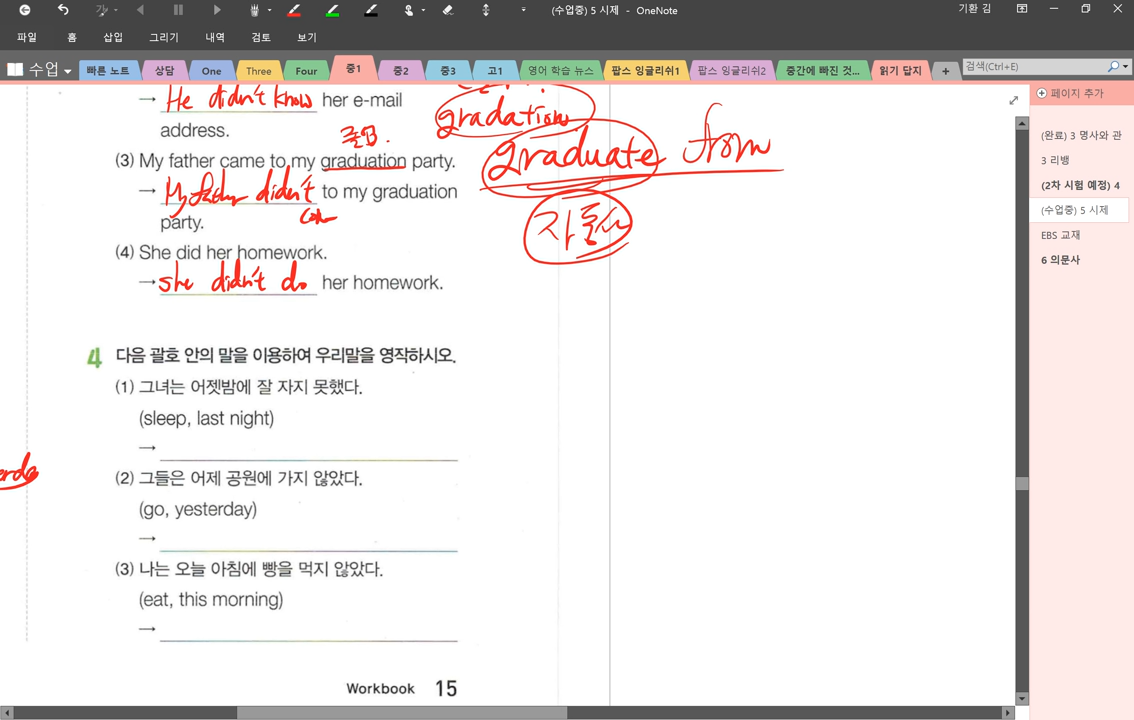 (수업중) 5 시제 - OneNote
기환 김
파일 홈 삽입 그리기 내역 검토 보기
수업 빠른 노트 상담 One Three Four 중1 중2 중3 고1 영어 학습 뉴스 팝스 잉글리쉬1 팝스 잉글리쉬2 중간에 빠진 것... 읽기 답지 + 검색(Ctrl+E)
페이지 추가
(완료) 3 명사와 관
3 리뱅
(2차 시험 예정) 4
(수업중) 5 시제
EBS 교재
6 의문사
→ He didn't know her e-mail
address.
gradation
졸업
graduate from
(3) My father came to my graduation party.
→ My father didn't to my graduation
come
party.
자동사
(4) She did her homework.
→ she didn't do her homework.
4 다음 괄호 안의 말을 이용하여 우리말을 영작하시오.
(1) 그녀는 어젯밤에 잘 자지 못했다.
(sleep, last night)
→
(2) 그들은 어제 공원에 가지 않았다.
(go, yesterday)
→
(3) 나는 오늘 아침에 빵을 먹지 않았다.
(eat, this morning)
→
Workbook 15